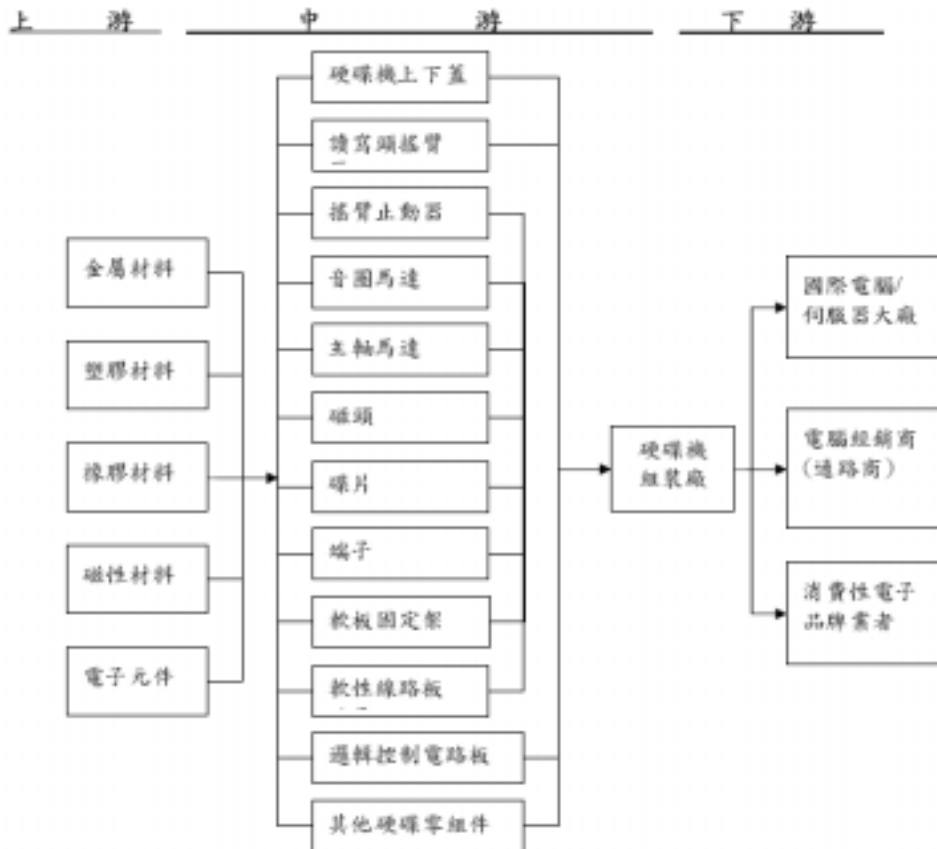 上 游 中 游 下 游
硬碟機上下蓋
讀寫頭搖臂
搖臂止動器
音圈馬達
主軸馬達
磁頭
碟片
端子
軟板固定架
軟性線路板
邏輯控制電路板
其他硬碟零組件
金屬材料
塑膠材料
橡膠材料
磁性材料
電子元件
硬碟機
組裝廠
國際電腦/
伺服器大廠
電腦經銷商
(通路商)
消費性電子
品牌業者